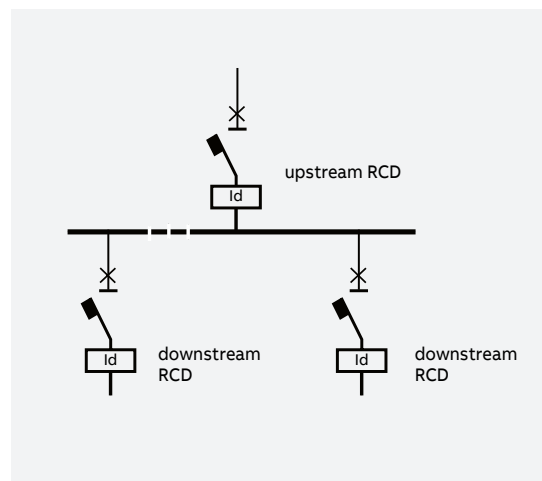 Id
upstream RCD
Id
downstream
RCD
Id
downstream
RCD